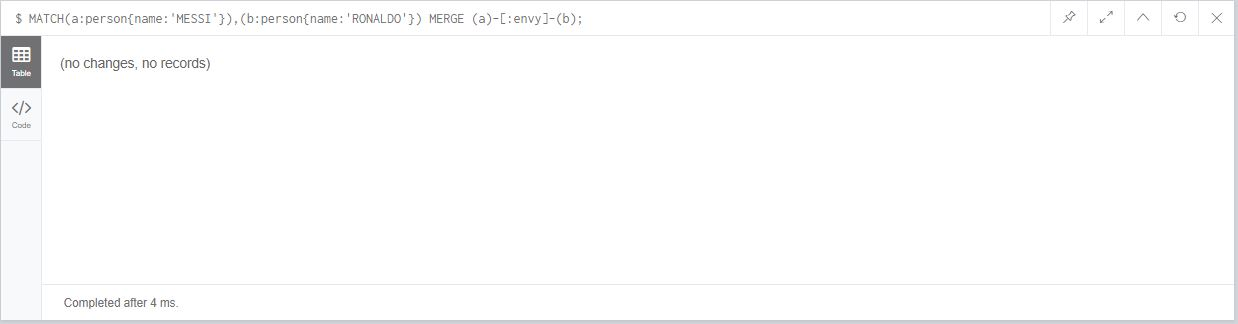 $ MATCH(a:person{name:'MESSI'}),(b:person{name:'RONALDO'}) MERGE (a)-[:envy]-(b);
Table
(no changes, no records)
</>
Code
Completed after 4 ms.